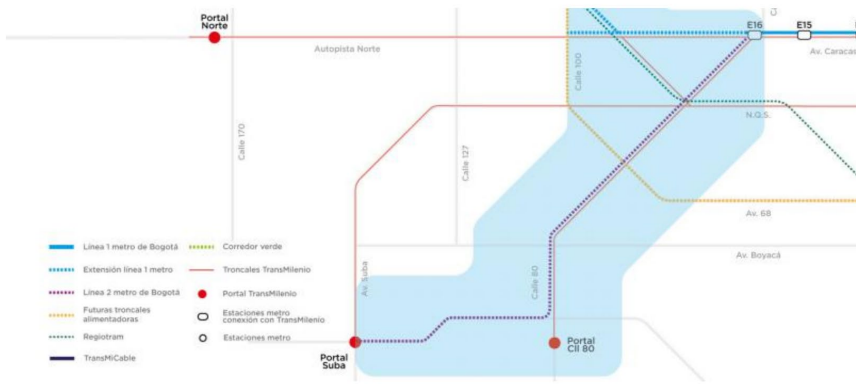 Portal
Norte
E16
E15
Autopista Norte
Av. Caracas
Calle 100
N.Q.S.
Calle 170
Calle 127
Av. 68
Línea 1 metro de Bogotá
Corredor verde
Av. Boyacá
Extensión línea 1 metro
Troncales TransMilenio
Av. Suba
Calle 80
Línea 2 metro de Bogotá
Portal TransMilenio
Futuras troncales
alimentadoras
Estaciones metro
conexión con TransMilenio
Regiotram
Estaciones metro
TransMiCable
Portal
Suba
Portal
Cll 80